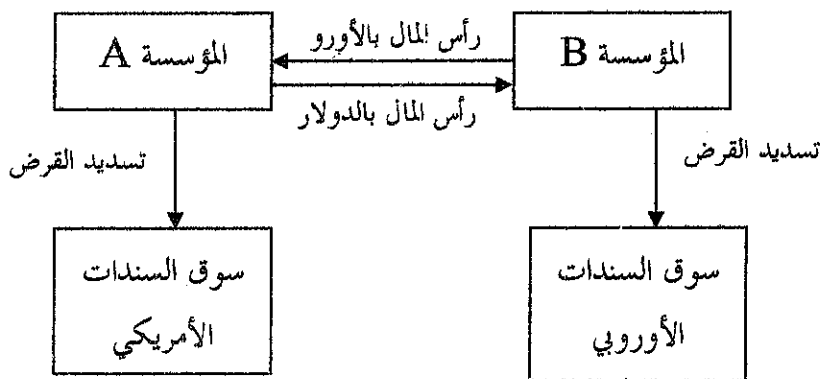 المؤسسة B
رأس المال بالأورو
المؤسسة A
رأس المال بالدولار
تسديد القرض
تسديد القرض
سوق السندات
الأوروبي
سوق السندات
الأمريكي